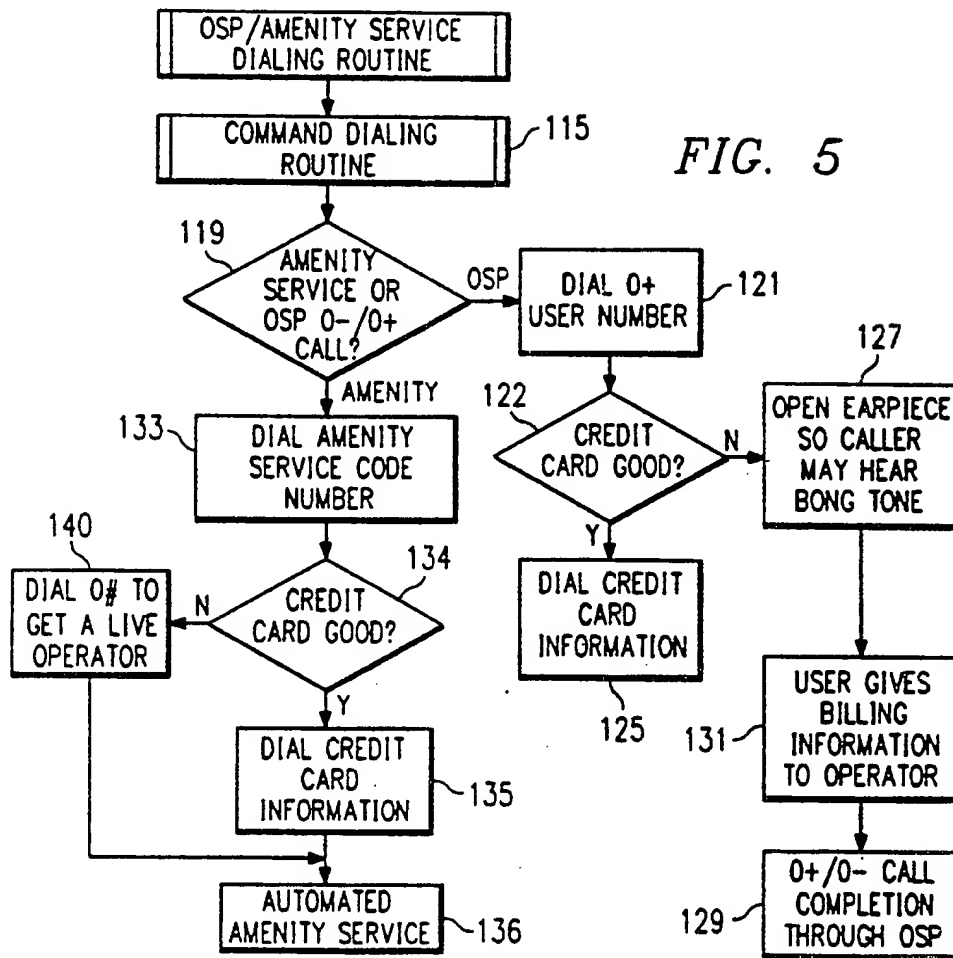 OSP/AMENITY SERVICE
DIALING ROUTINE
COMMAND DIALING
ROUTINE
115
FIG. 5
119
AMENITY
SERVICE OR
OSP 0-/0+
CALL?
OSP
DIAL 0+
USER NUMBER
121
AMENITY
122
CREDIT
CARD GOOD?
N
Y
127
OPEN EARPIECE
SO CALLER
MAY HEAR
BONG TONE
133
DIAL AMENITY
SERVICE CODE
NUMBER
140
DIAL 0# TO
GET A LIVE
OPERATOR
N
134
CREDIT
CARD GOOD?
Y
DIAL CREDIT
CARD
INFORMATION
125
131
USER GIVES
BILLING
INFORMATION
TO OPERATOR
DIAL CREDIT
CARD
INFORMATION
135
AUTOMATED
AMENITY SERVICE
136
129
0+/0- CALL
COMPLETION
THROUGH OSP